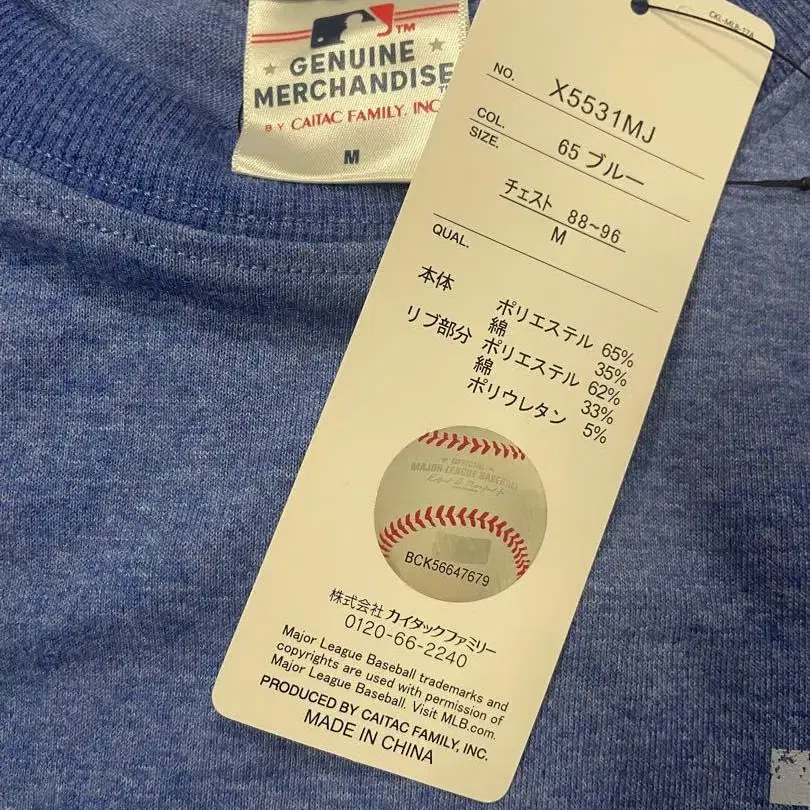 TM
GENUINE
MERCHANDISE
BY CAITAC FAMILY, INC
M
CKL-MLB-17A
NO. X5531MJ
COL. 65 ブルー
SIZE.
チェスト 88~96
M
QUAL.
本体 ポリエステル 65%
綿 35%
リブ部分 ポリエステル 62%
綿 33%
ポリウレタン 5%
OFFICIAL
MAJOR LEAGUE BASEBALL
BCK56647679
株式会社 カイタックファミリー
0120-66-2240
Major League Baseball trademarks and
copyrights are used with permission of
Major League Baseball. Visit MLB.com.
PRODUCED BY CAITAC FAMILY, INC.
MADE IN CHINA